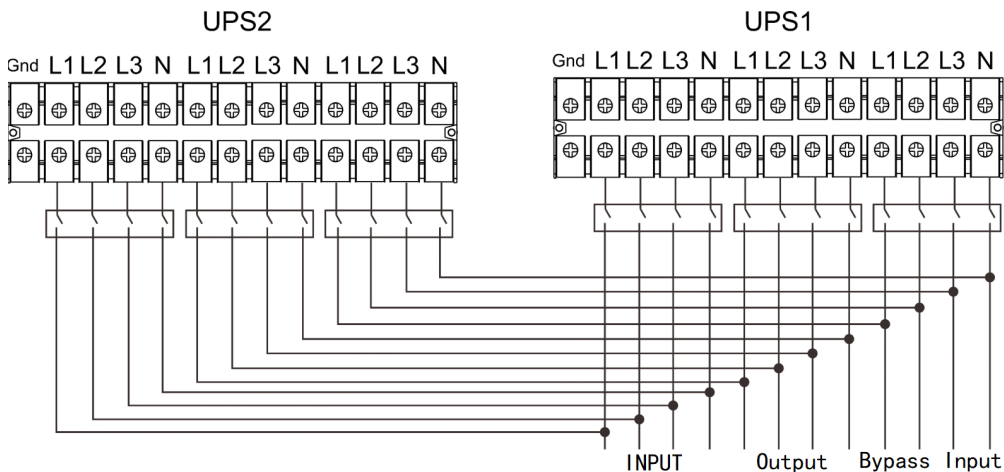 UPS2 UPS1
Gnd L1 L2 L3 N L1 L2 L3 N L1 L2 L3 N Gnd L1 L2 L3 N L1 L2 L3 N L1 L2 L3 N
INPUT Output Bypass Input